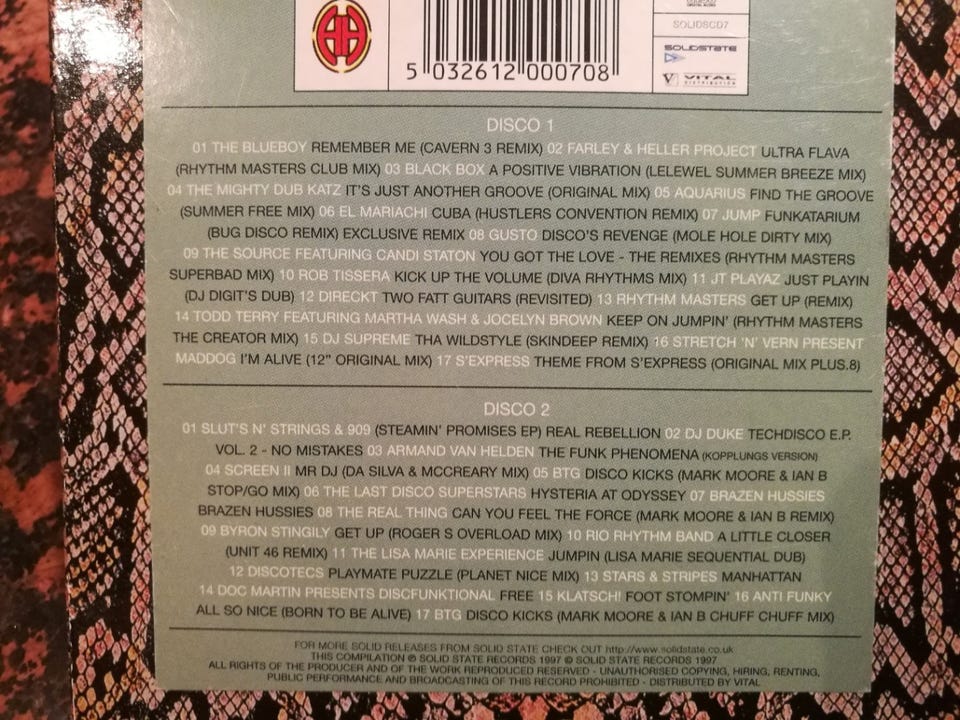 SOLIDSCD7
SOLIDSTATE
V VITAL
DISTRIBUTION
5 032612 000708
DISCO 1
01 THE BLUEBOY REMEMBER ME (CAVERN 3 REMIX) 02 FARLEY & HELLER PROJECT ULTRA FLAVA
(RHYTHM MASTERS CLUB MIX) 03 BLACK BOX A POSITIVE VIBRATION (LELEWEL SUMMER BREEZE MIX)
04 THE MIGHTY DUB KATZ IT'S JUST ANOTHER GROOVE (ORIGINAL MIX) 05 AQUARIUS FIND THE GROOVE
(SUMMER FREE MIX) 06 EL MARIACHI CUBA (HUSTLERS CONVENTION REMIX) 07 JUMP FUNKATARIUM
(BUG DISCO REMIX) EXCLUSIVE REMIX 08 GUSTO DISCO'S REVENGE (MOLE HOLE DIRTY MIX)
09 THE SOURCE FEATURING CANDI STATON YOU GOT THE LOVE - THE REMIXES (RHYTHM MASTERS
SUPERBAD MIX) 10 ROB TISSERA KICK UP THE VOLUME (DIVA RHYTHMS MIX) 11 JT PLAYAZ JUST PLAYIN
(DJ DIGIT'S DUB) 12 DIRECKT TWO FATT GUITARS (REVISITED) 13 RHYTHM MASTERS GET UP (REMIX)
14 TODD TERRY FEATURING MARTHA WASH & JOCELYN BROWN KEEP ON JUMPIN' (RHYTHM MASTERS
THE CREATOR MIX) 15 DJ SUPREME THA WILDSTYLE (SKINDEEP REMIX) 16 STRETCH 'N' VERN PRESENT
MADDOG I'M ALIVE (12" ORIGINAL MIX) 17 S'EXPRESS THEME FROM S'EXPRESS (ORIGINAL MIX PLUS.8)
DISCO 2
01 SLUT'S N' STRINGS & 909 (STEAMIN' PROMISES EP) REAL REBELLION 02 DJ DUKE TECHDISCO E.P.
VOL. 2 - NO MISTAKES 03 ARMAND VAN HELDEN THE FUNK PHENOMENA (KOPPLUNGS VERSION)
04 SCREEN II MR DJ (DA SILVA & MCCREARY MIX) 05 BTG DISCO KICKS (MARK MOORE & IAN B
STOP/GO MIX) 06 THE LAST DISCO SUPERSTARS HYSTERIA AT ODYSSEY 07 BRAZEN HUSSIES
BRAZEN HUSSIES 08 THE REAL THING CAN YOU FEEL THE FORCE (MARK MOORE & IAN B REMIX)
09 BYRON STINGILY GET UP (ROGER S OVERLOAD MIX) 10 RIO RHYTHM BAND A LITTLE CLOSER
(UNIT 46 REMIX) 11 THE LISA MARIE EXPERIENCE JUMPIN (LISA MARIE SEQUENTIAL DUB)
12 DISCOTECS PLAYMATE PUZZLE (PLANET NICE MIX) 13 STARS & STRIPES MANHATTAN
14 DOC MARTIN PRESENTS DISCFUNKTIONAL FREE 15 KLATSCH! FOOT STOMPIN' 16 ANTI FUNKY
ALL SO NICE (BORN TO BE ALIVE) 17 BTG DISCO KICKS (MARK MOORE & IAN B CHUFF CHUFF MIX)
FOR MORE SOLID RELEASES FROM SOLID STATE CHECK OUT http://www.solidstate.co.uk
THIS COMPILATION ℗ SOLID STATE RECORDS 1997 © SOLID STATE RECORDS 1997
ALL RIGHTS OF THE PRODUCER AND OF THE WORK REPRODUCED RESERVED - UNAUTHORISED COPYING, HIRING, RENTING,
PUBLIC PERFORMANCE AND BROADCASTING OF THIS RECORD PROHIBITED - DISTRIBUTED BY VITAL